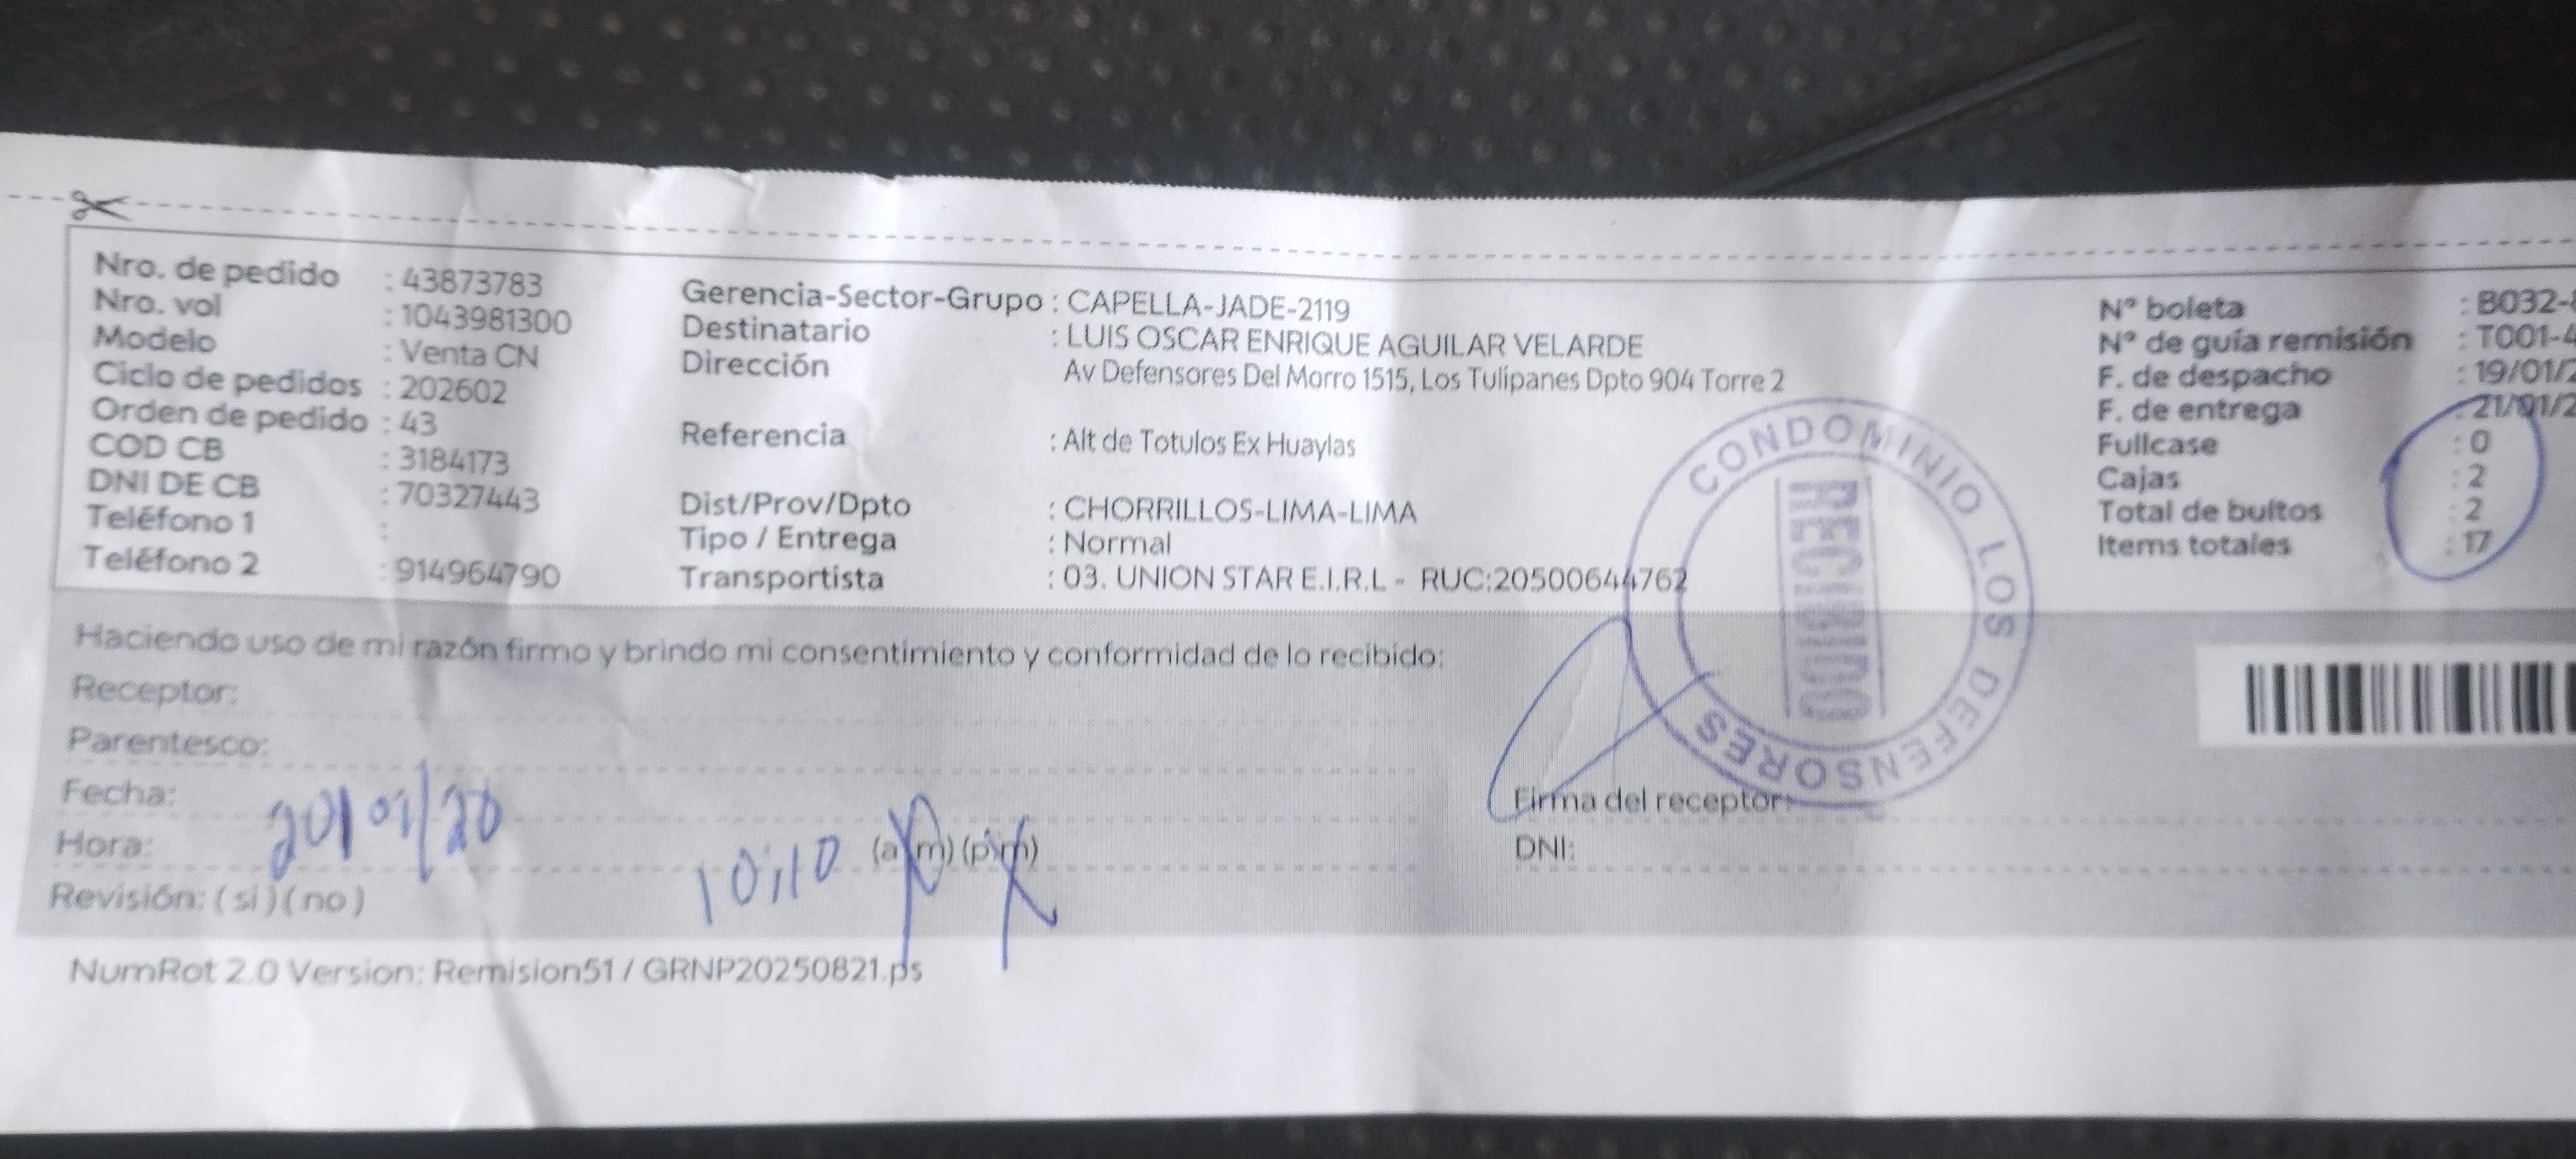 Nro. de pedido : 43873783
Nro. vol : 1043981300
Modelo : Venta CN
Ciclo de pedidos : 202602
Orden de pedido : 43
COD CB : 3184173
DNI DE CB : 70327443
Teléfono 1 :
Teléfono 2 : 914964790
Gerencia-Sector-Grupo : CAPELLA-JADE-2119
Destinatario : LUIS OSCAR ENRIQUE AGUILAR VELARDE
Dirección Av Defensores Del Morro 1515, Los Tulipanes Dpto 904 Torre 2
Referencia : Alt de Totulos Ex Huaylas
Dist/Prov/Dpto : CHORRILLOS-LIMA-LIMA
Tipo / Entrega : Normal
Transportista : 03. UNION STAR E.I.R.L - RUC:20500644762
N° boleta : B032-
N° de guía remisión : T001-4
F. de despacho : 19/01/2
F. de entrega : 21/01/2
Fullcase : 0
Cajas : 2
Total de bultos : 2
Items totales : 17
CONDOMINIO LOS DEFENSORES
RECIBIDO
Haciendo uso de mi razón firmo y brindo mi consentimiento y conformidad de lo recibido:
Receptor:
Parentesco:
Fecha:
Hora: 10:10 (a m) (p m)
Revisión: ( si ) ( no )
Firma del receptor:
DNI:
NumRot 2.0 Version: Remision51 / GRNP20250821.ps